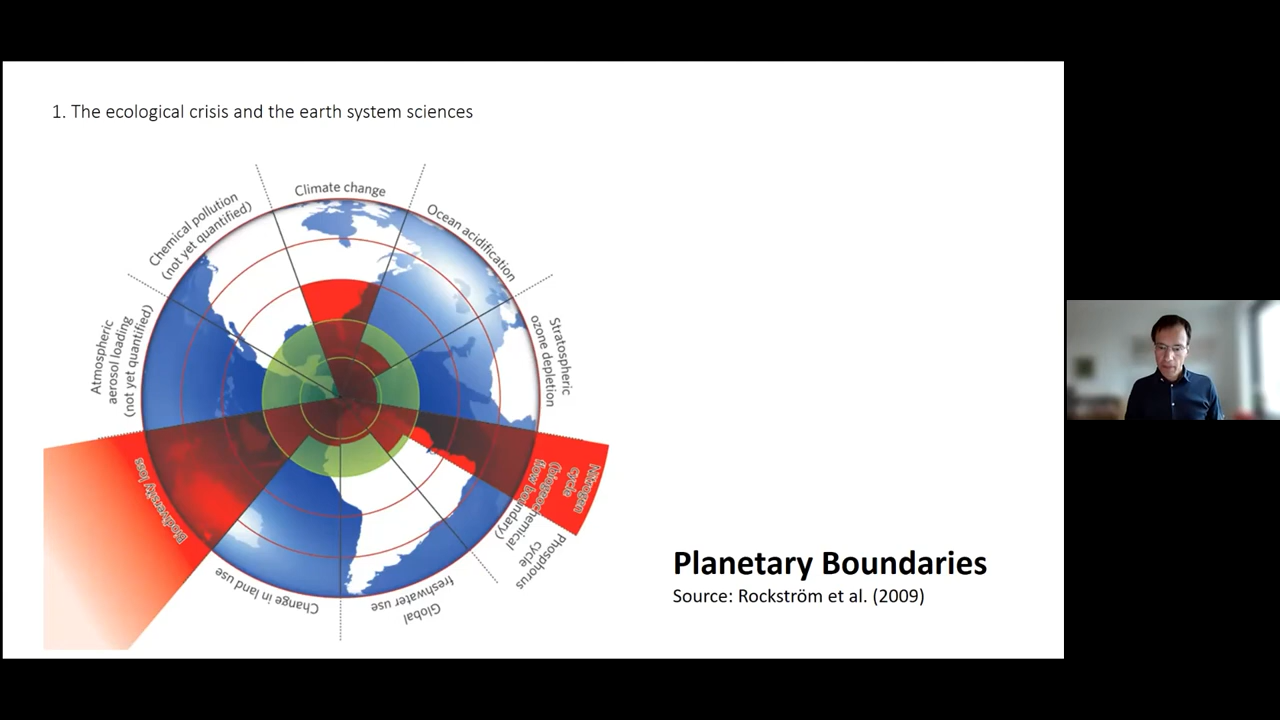 1. The ecological crisis and the earth system sciences
Climate change
Ocean acidification
Stratospheric
ozone depletion
Nitrogen
cycle
(biogeochemical
flow boundary)
Phosphorus
cycle
Global
freshwater use
Change in land use
Biodiversity loss
Atmospheric
aerosol loading
(not yet quantified)
Chemical pollution
(not yet quantified)
Planetary Boundaries
Source: Rockström et al. (2009)